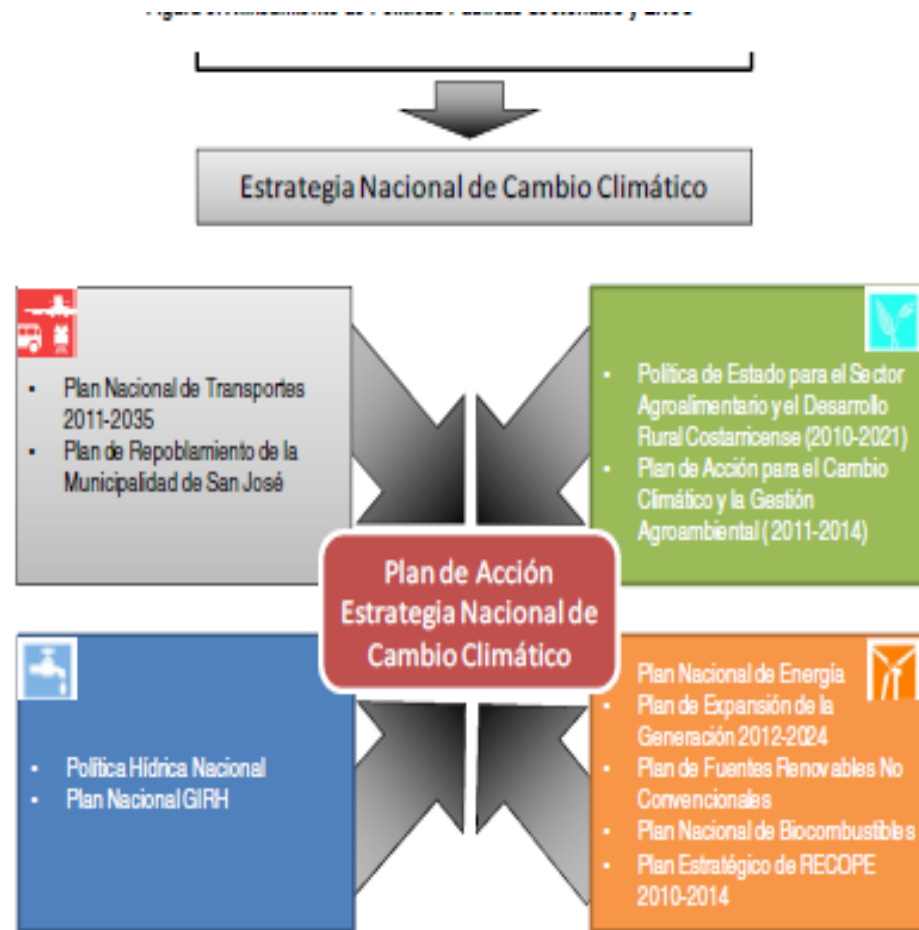 Estrategia Nacional de Cambio Climático
▪ Plan Nacional de Transportes
2011-2035
▪ Plan de Repoblamiento de la
Municipalidad de San José
▪ Política de Estado para el Sector
Agroalimentario y el Desarrollo
Rural Costarricense (2010-2021)
▪ Plan de Acción para el Cambio
Climático y la Gestión
Agroambiental ( 2011-2014)
Plan de Acción
Estrategia Nacional de
Cambio Climático
▪ Política Hídrica Nacional
▪ Plan Nacional GIRH
Plan Nacional de Energía
▪ Plan de Expansión de la
Generación 2012-2024
▪ Plan de Fuentes Renovables No
Convencionales
▪ Plan Nacional de Biocombustibles
▪ Plan Estratégico de RECOPE
2010-2014